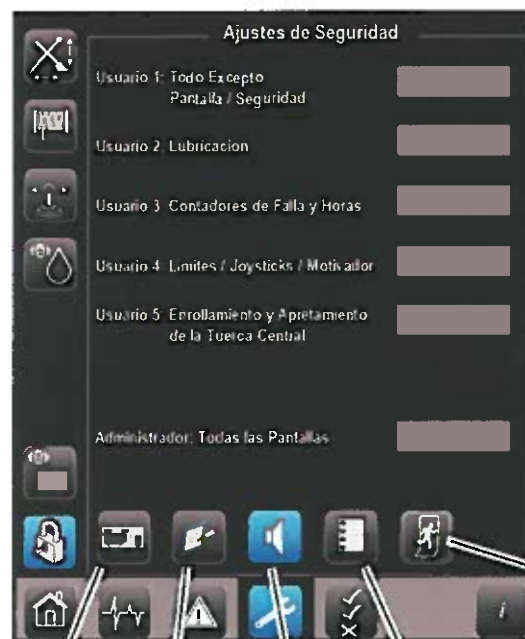 Ajustes de Seguridad
Usuario 1: Todo Excepto
Pantalla / Seguridad
Usuario 2: Lubricacion
Usuario 3: Contadores de Falla y Horas
Usuario 4: Limites / Joysticks / Motivador
Usuario 5: Enrollamiento y Apretamiento
de la Tuerca Central
Administrador: Todas las Pantallas
i